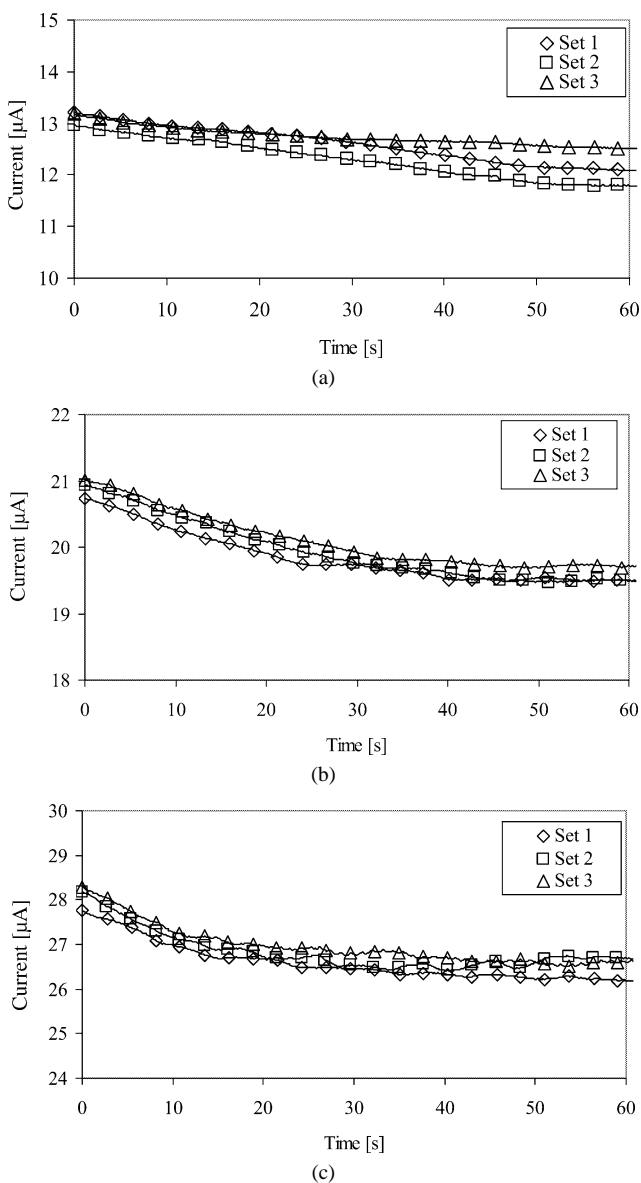 15
14
13
12
11
10
Current [μA]
Set 1
Set 2
Set 3
0 10 20 30 40 50 60
Time [s]
(a)
22
21
20
19
18
Current [μA]
Set 1
Set 2
Set 3
0 10 20 30 40 50 60
Time [s]
(b)
30
29
28
27
26
25
24
Current [μA]
Set 1
Set 2
Set 3
0 10 20 30 40 50 60
Time [s]
(c)